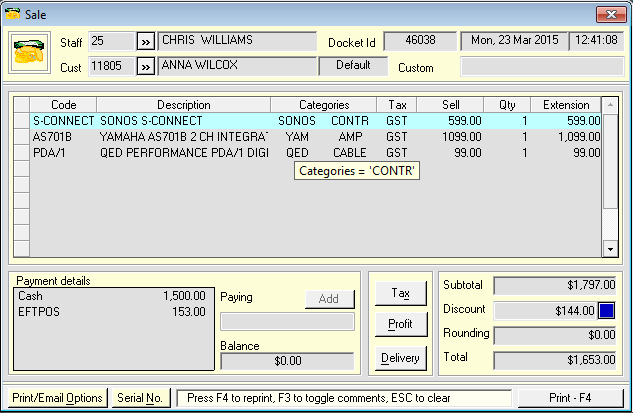 Sale
Staff 25 >> CHRIS WILLIAMS Docket Id 46038 Mon, 23 Mar 2015 12:41:08
Cust 11805 >> ANNA WILCOX Default Custom
Code Description Categories Tax Sell Qty Extension
S-CONNECT SONOS S-CONNECT SONOS CONTR GST 599.00 1 599.00
AS701B YAMAHA AS701B 2 CH INTEGRAT YAM AMP GST 1099.00 1 1,099.00
PDA/1 QED PERFORMANCE PDA/1 DIGI QED CABLE GST 99.00 1 99.00
Categories = 'CONTR'
Payment details
Cash 1,500.00
EFTPOS 153.00
Paying Add
Balance
$0.00
Tax
Profit
Delivery
Subtotal $1,797.00
Discount $144.00
Rounding $0.00
Total $1,653.00
Print/Email Options Serial No. Press F4 to reprint, F3 to toggle comments, ESC to clear Print - F4